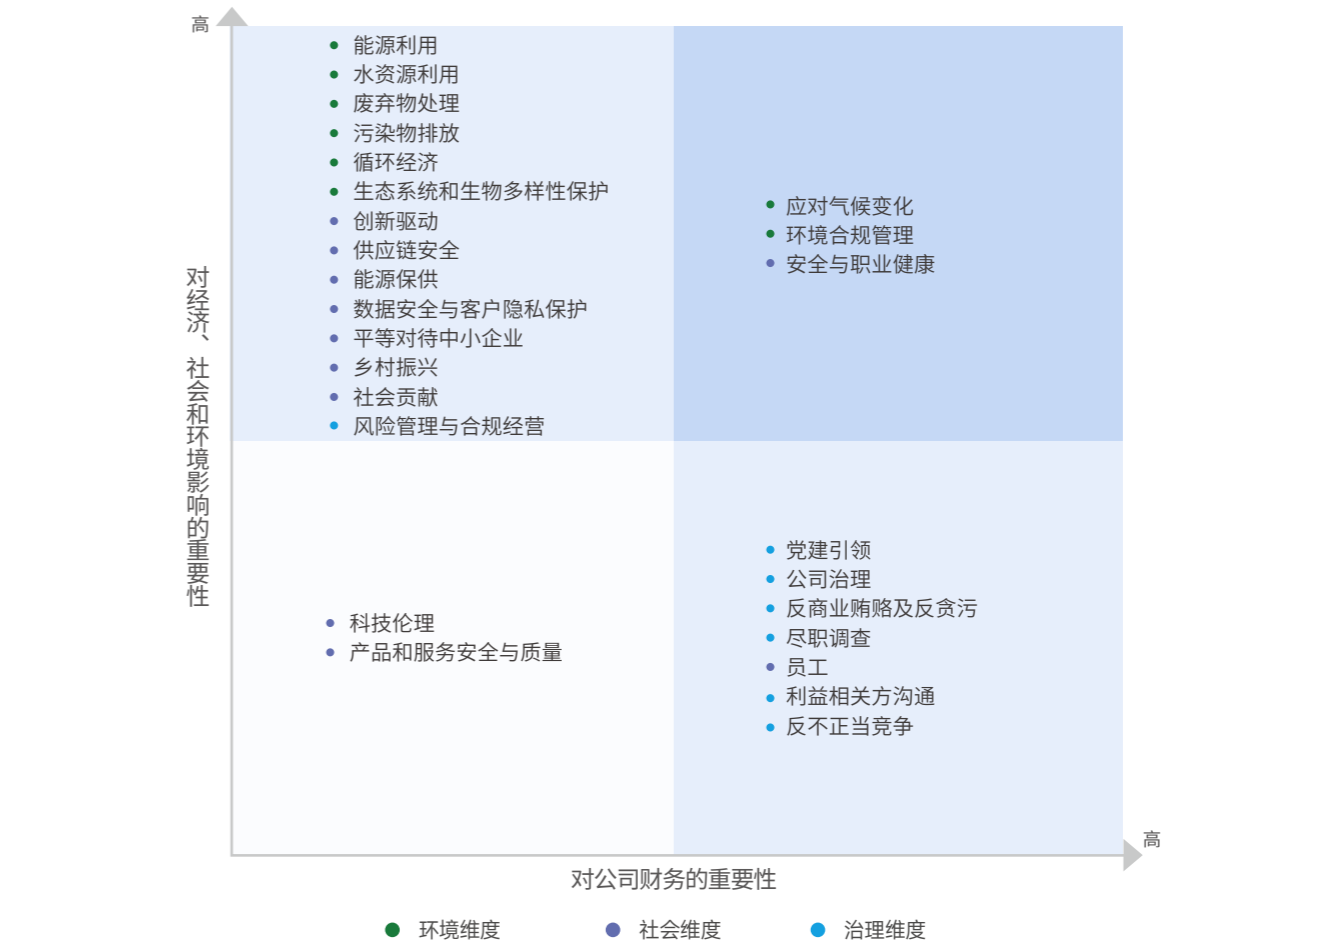 高
能源利用
水资源利用
废弃物处理
污染物排放
循环经济
生态系统和生物多样性保护
创新驱动
供应链安全
能源保供
数据安全与客户隐私保护
平等对待中小企业
乡村振兴
社会贡献
风险管理与合规经营
应对气候变化
环境合规管理
安全与职业健康
对经济、社会和环境影响的重要性
科技伦理
产品和服务安全与质量
党建引领
公司治理
反商业贿赂及反贪污
尽职调查
员工
利益相关方沟通
反不正当竞争
高
对公司财务的重要性
环境维度
社会维度
治理维度